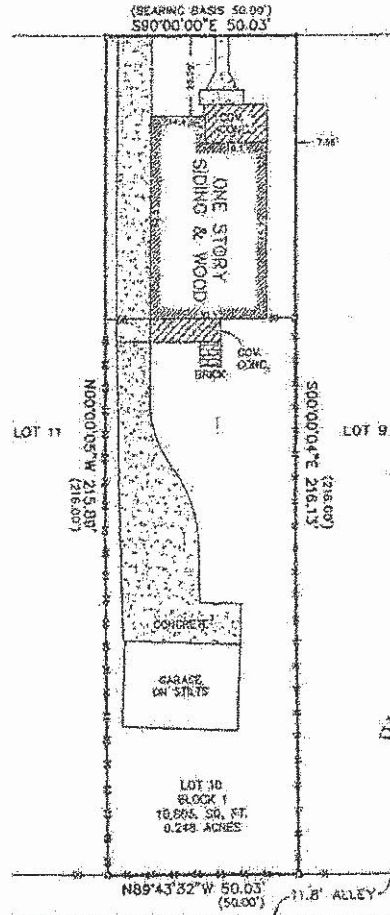 (BEARING BASIS 50.00')
S90'00'00"E 50.03'
7.95'
ONE STORY
SIDING & WOOD
COV.
CONC.
BRICK
LOT 11
N00'00'05"W 215.89'
(216.00')
S00'00'04"E 216.13'
(216.00')
LOT 9
CONCRETE
GARAGE
ON STILTS
LOT 10
BLOCK 1
10,805. SQ. FT.
0.248 ACRES
N89'43'32"W 50.03'
(50.00')
11.8' ALLEY